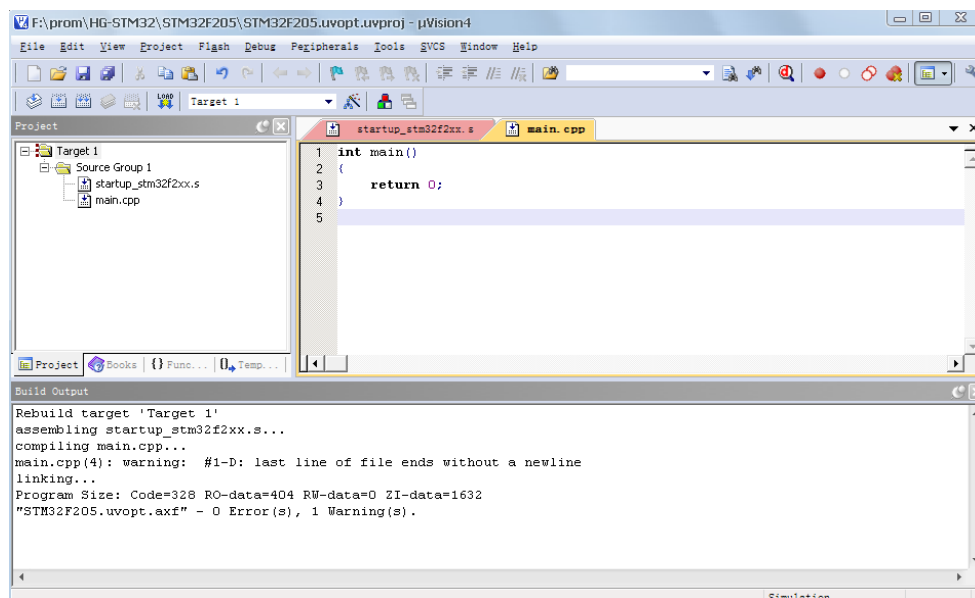 F:\prom\HG-STM32\STM32F205\STM32F205.uvopt.uvproj - µVision4
File Edit View Project Flash Debug Peripherals Tools SVCS Window Help
LOAD Target 1
Project
startup_stm32f2xx.s main.cpp
Target 1
Source Group 1
startup_stm32f2xx.s
main.cpp
1 int main()
2 {
3 return 0;
4 }
5
Project Books {} Func... 0 Temp...
Build Output
Rebuild target 'Target 1'
assembling startup_stm32f2xx.s...
compiling main.cpp...
main.cpp(4): warning: #1-D: last line of file ends without a newline
linking...
Program Size: Code=328 RO-data=404 RW-data=0 ZI-data=1632
"STM32F205.uvopt.axf" - 0 Error(s), 1 Warning(s).
Simulation